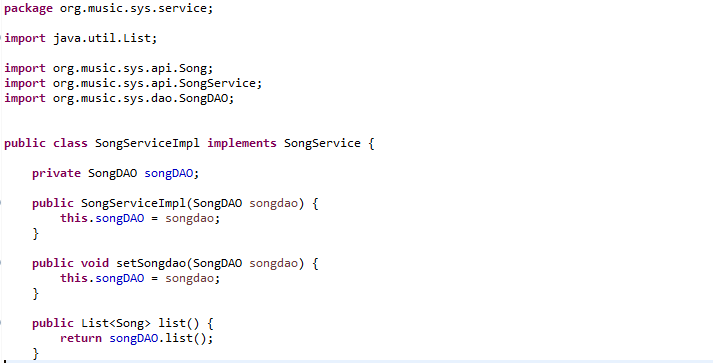 package org.music.sys.service;
import java.util.List;
import org.music.sys.api.Song;
import org.music.sys.api.SongService;
import org.music.sys.dao.SongDAO;
public class SongServiceImpl implements SongService {
private SongDAO songDAO;
public SongServiceImpl(SongDAO songdao) {
this.songDAO = songdao;
}
public void setSongdao(SongDAO songdao) {
this.songDAO = songdao;
}
public List<Song> list() {
return songDAO.list();
}